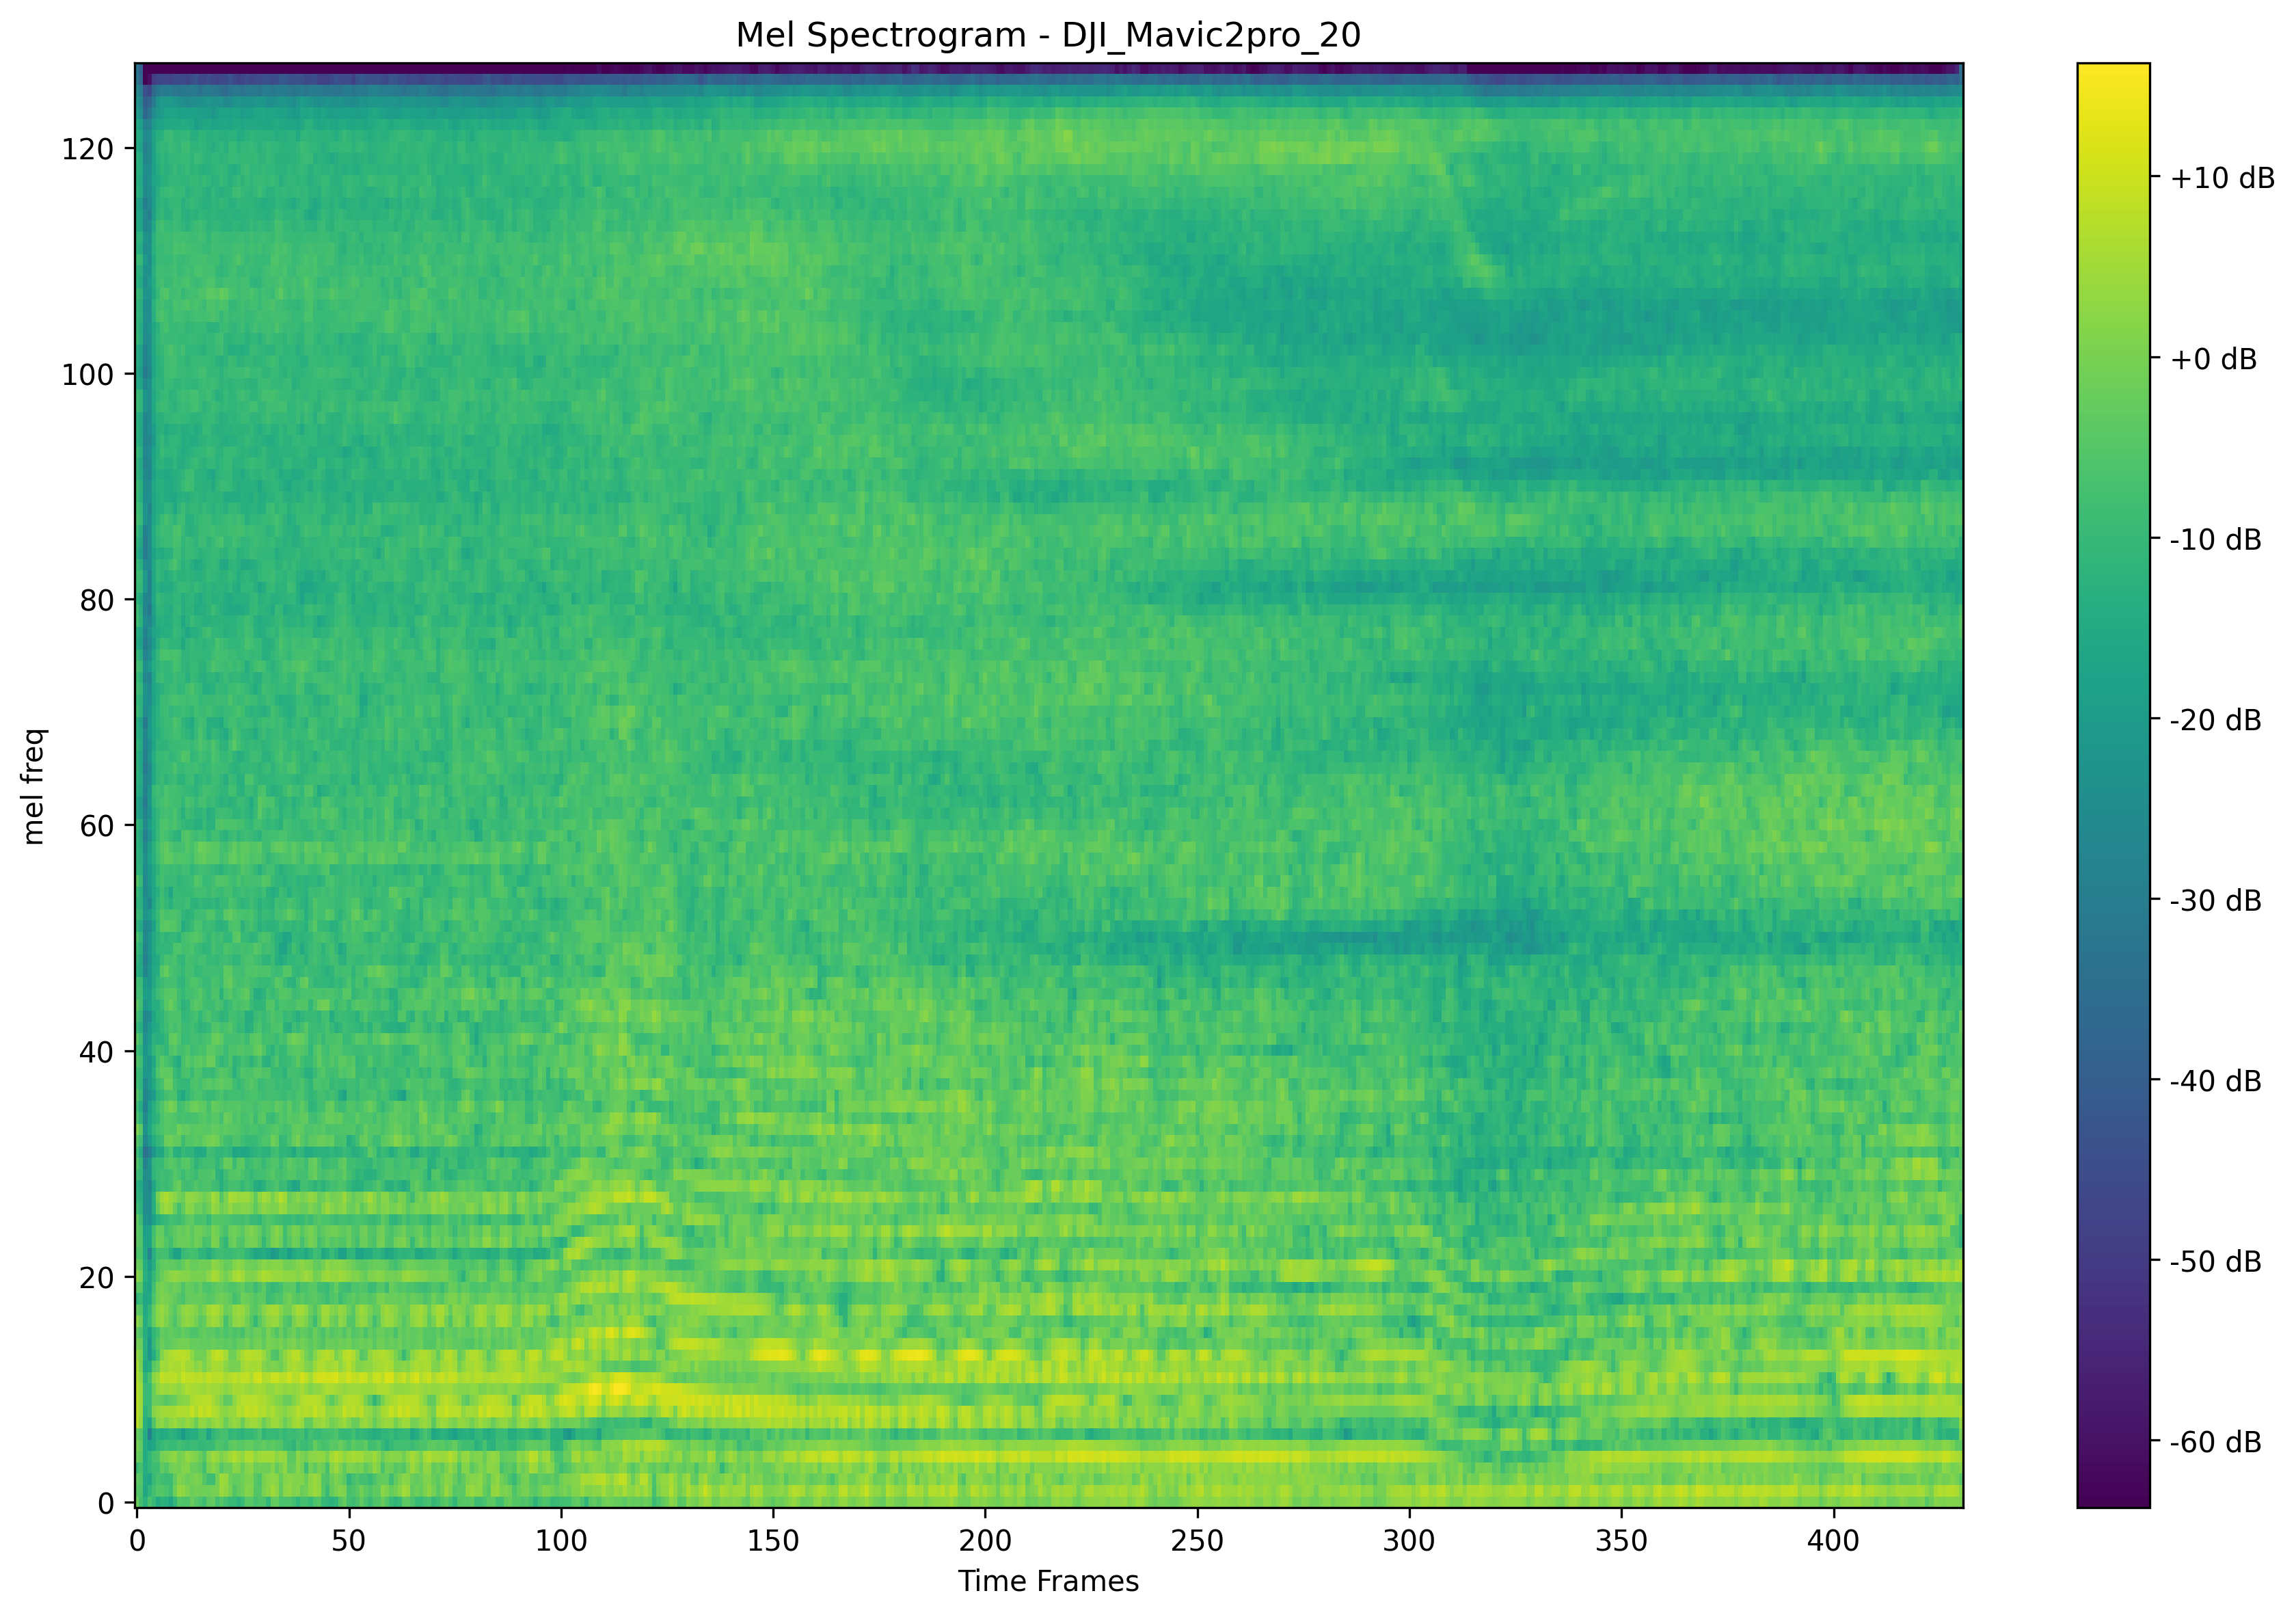 Mel Spectrogram - DJI_Mavic2pro_20
120
100
80
60
40
20
0
mel freq
0 50 100 150 200 250 300 350 400
Time Frames
+10 dB
+0 dB
-10 dB
-20 dB
-30 dB
-40 dB
-50 dB
-60 dB